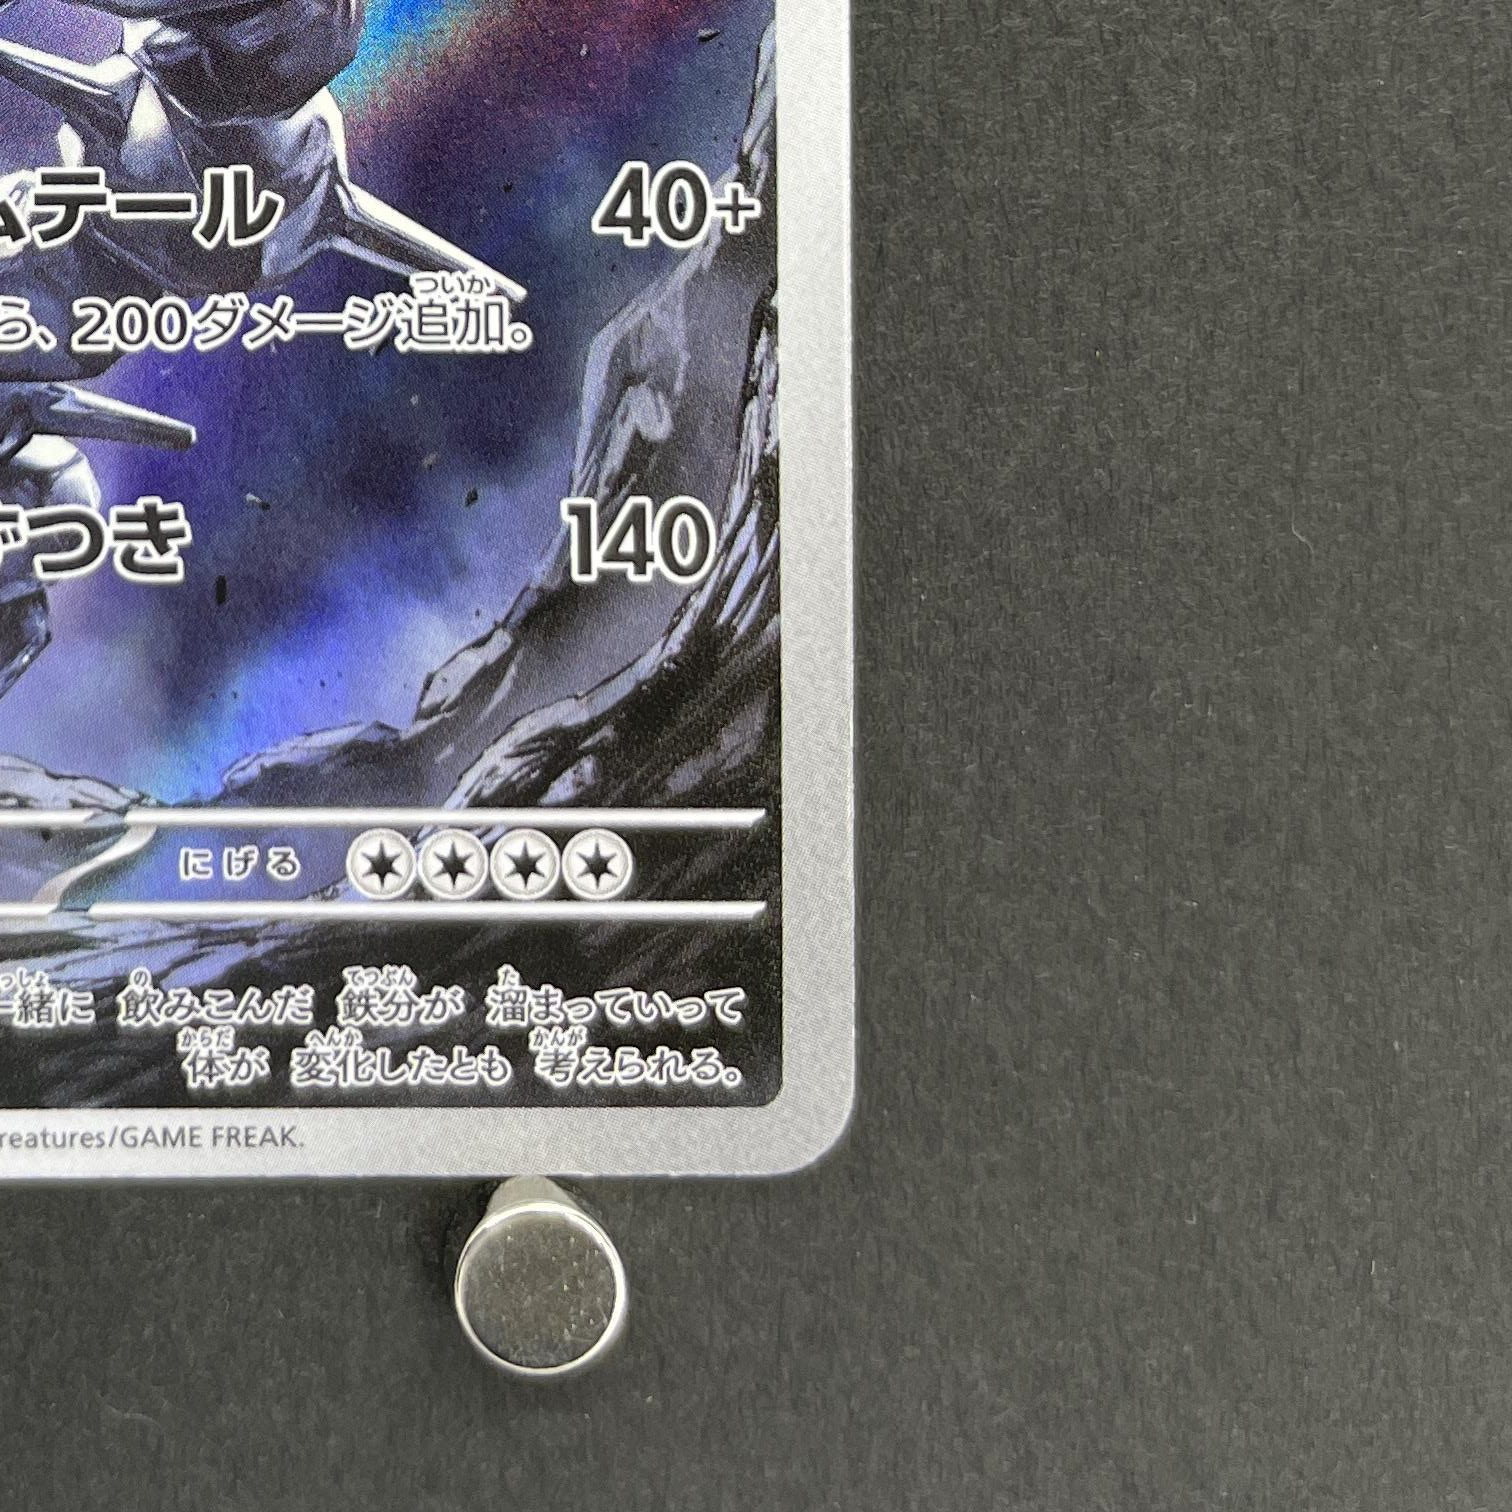 ムテール 40+
ら、200ダメージ追加。
ついか
ずつき 140
にげる
っしょ の てつぶん た
一緒に 飲みこんだ 鉄分が 溜まっていって
からだ へんか かんが
体が 変化したとも 考えられる。
reatures/GAME FREAK.